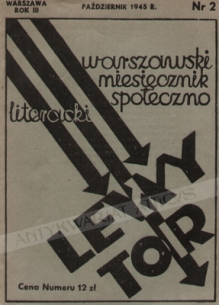 WARSZAWA
ROK III
PAŹDZIERNIK 1945 R.
Nr 2
warszawski
miesięcznik
społeczno
literacki
LEWY
TOR
Cena Numeru 12 zł